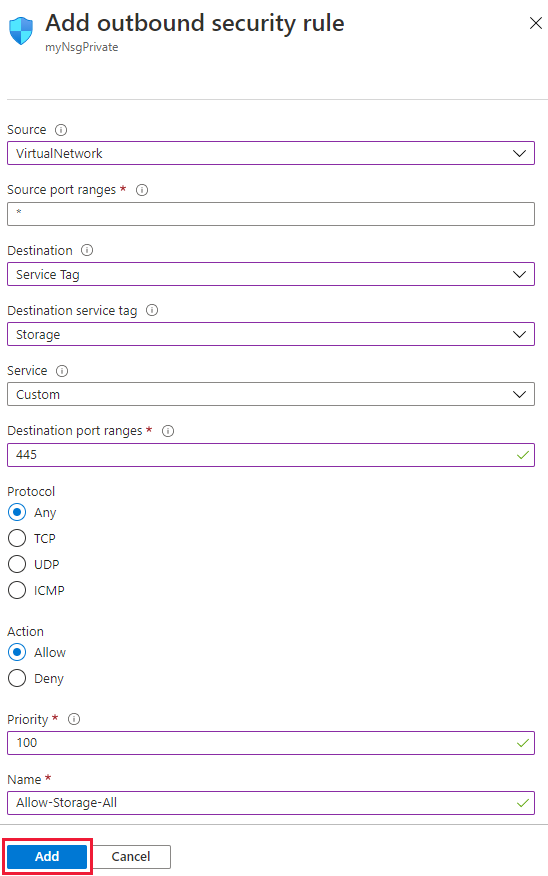 Add outbound security rule
myNsgPrivate
Source
VirtualNetwork
Source port ranges *
*
Destination
Service Tag
Destination service tag
Storage
Service
Custom
Destination port ranges *
445
Protocol
Any
TCP
UDP
ICMP
Action
Allow
Deny
Priority *
100
Name *
Allow-Storage-All
Add Cancel